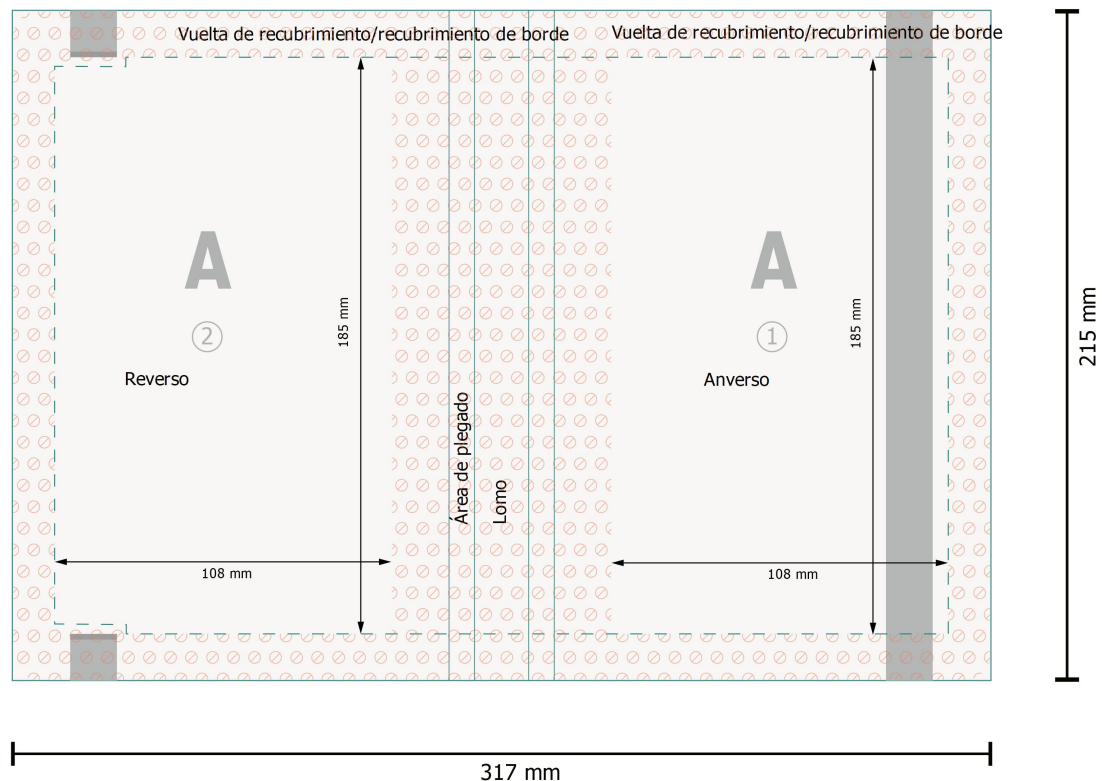 Vuelta de recubrimiento/recubrimiento de borde
Vuelta de recubrimiento/recubrimiento de borde
A
2
Reverso
185 mm
108 mm
Área de plegado
Lomo
A
1
Anverso
185 mm
108 mm
215 mm
317 mm